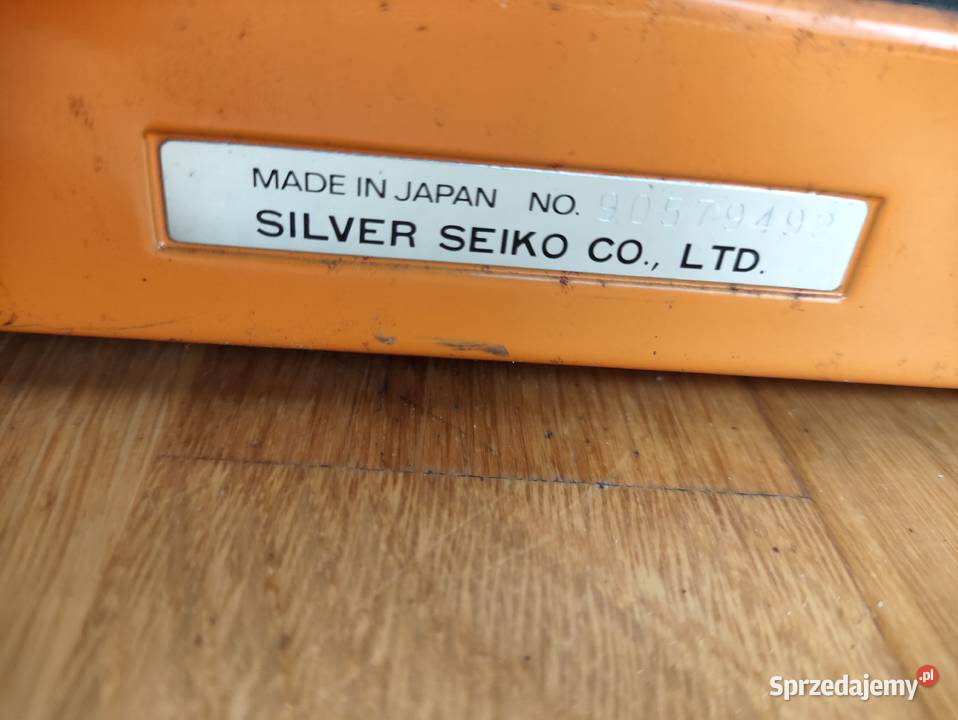 MADE IN JAPAN NO. 90579492
SILVER SEIKO CO., LTD.
Sprzedajemy.pl